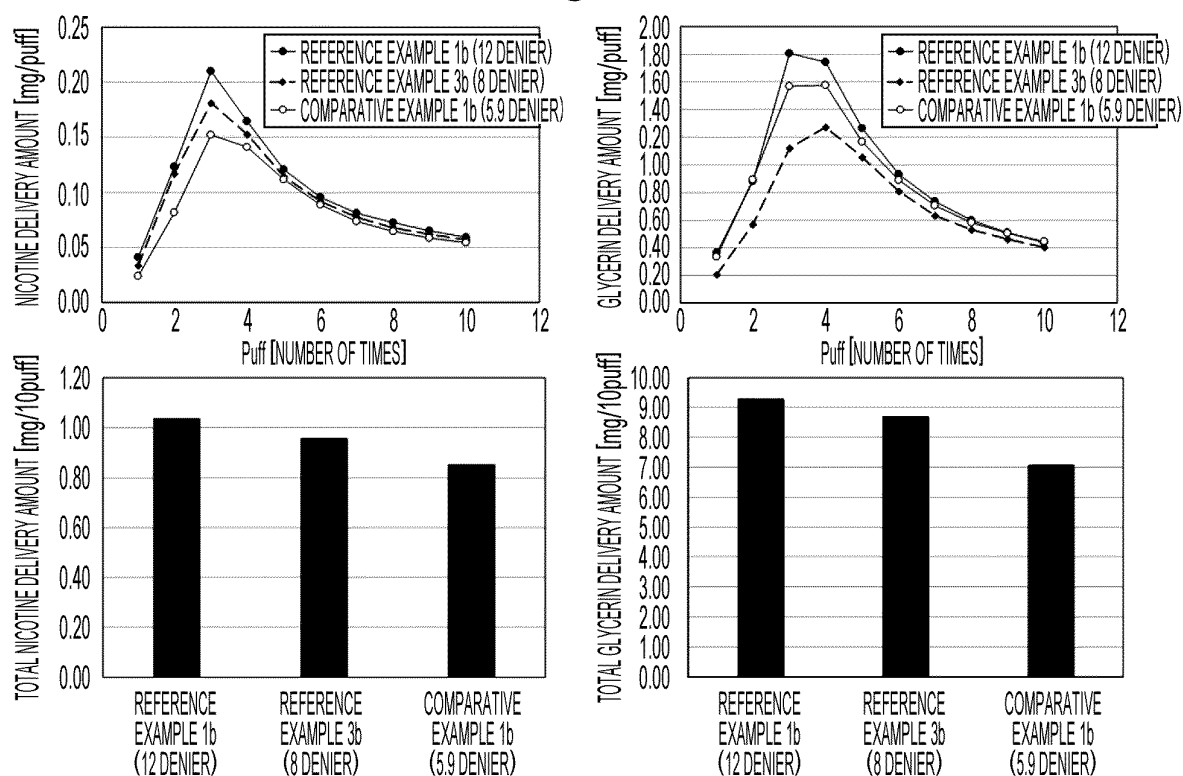 NICOTINE DELIVERY AMOUNT [mg/puff]
0.25
0.20
0.15
0.10
0.05
0.00
REFERENCE EXAMPLE 1b (12 DENIER)
REFERENCE EXAMPLE 3b (8 DENIER)
COMPARATIVE EXAMPLE 1b (5.9 DENIER)
0 2 4 6 8 10 12
Puff [NUMBER OF TIMES]
GLYCERIN DELIVERY AMOUNT [mg/puff]
2.00
1.80
1.60
1.40
1.20
1.00
0.80
0.60
0.40
0.20
0.00
REFERENCE EXAMPLE 1b (12 DENIER)
REFERENCE EXAMPLE 3b (8 DENIER)
COMPARATIVE EXAMPLE 1b (5.9 DENIER)
0 2 4 6 8 10 12
Puff [NUMBER OF TIMES]
TOTAL NICOTINE DELIVERY AMOUNT [mg/10puff]
1.20
1.00
0.80
0.60
0.40
0.20
0.00
REFERENCE
EXAMPLE 1b
(12 DENIER)
REFERENCE
EXAMPLE 3b
(8 DENIER)
COMPARATIVE
EXAMPLE 1b
(5.9 DENIER)
TOTAL GLYCERIN DELIVERY AMOUNT [mg/10puff]
10.00
9.00
8.00
7.00
6.00
5.00
4.00
3.00
2.00
1.00
0.00
REFERENCE
EXAMPLE 1b
(12 DENIER)
REFERENCE
EXAMPLE 3b
(8 DENIER)
COMPARATIVE
EXAMPLE 1b
(5.9 DENIER)